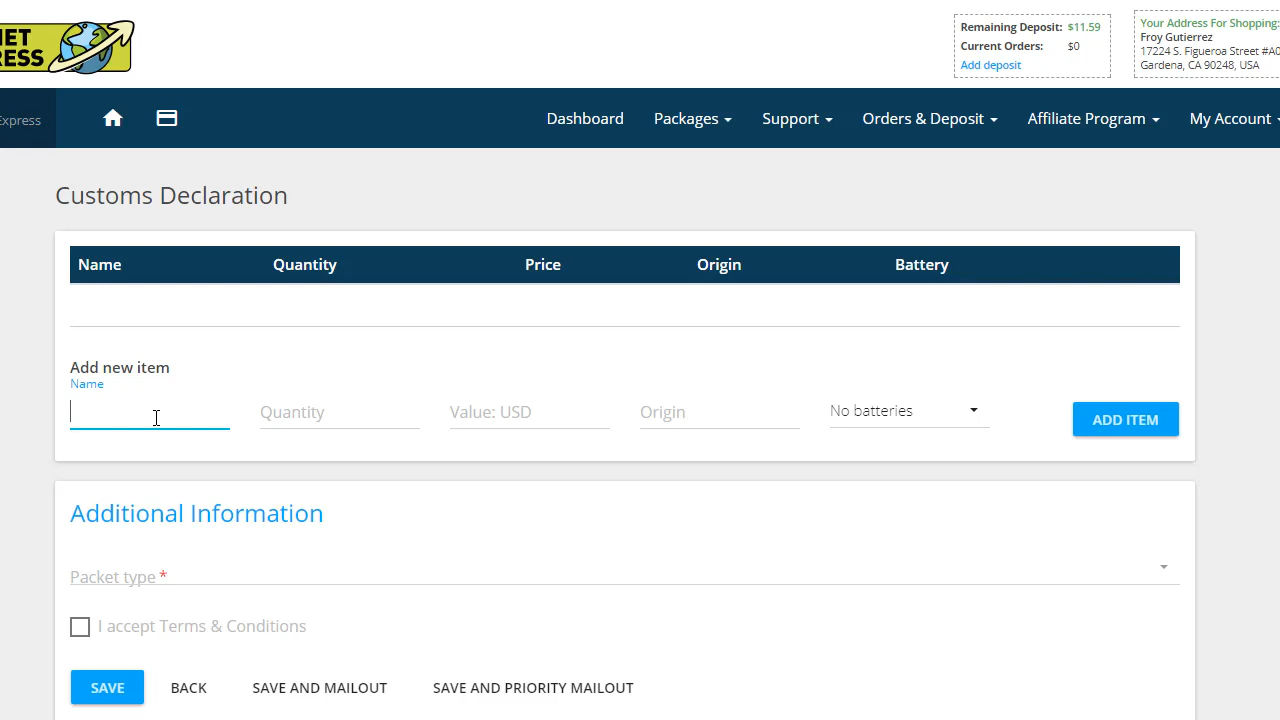 NET
RESS
Remaining Deposit: $11.59
Current Orders: $0
Add deposit
Your Address For Shopping:
Froy Gutierrez
17224 S. Figueroa Street #A0
Gardena, CA 90248, USA
Express
Dashboard Packages Support Orders & Deposit Affiliate Program My Account
Customs Declaration
Name Quantity Price Origin Battery
Add new item
Name
Quantity Value: USD Origin No batteries ADD ITEM
Additional Information
Packet type *
I accept Terms & Conditions
SAVE BACK SAVE AND MAILOUT SAVE AND PRIORITY MAILOUT